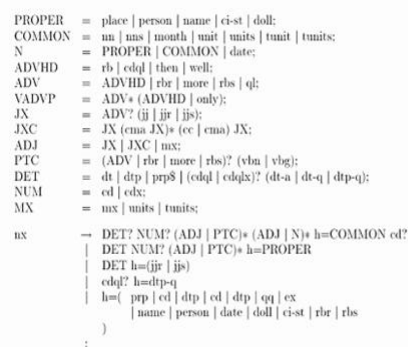 PROPER = place | person | name | ci-st | doll;
COMMON = nn | nns | month | unit | units | tunit | tunits;
N = PROPER | COMMON | date;
ADVHD = rb | cdql | then | well;
ADV = ADVHD | rbr | more | rbs | ql;
VADVP = ADV* (ADVHD | only);
JX = ADV? (jj | jjr | jjs);
JXC = JX (cma JX)* (cc | cma) JX;
ADJ = JX | JXC | mx;
PTC = (ADV | rbr | more | rbs)? (vbn | vbg);
DET = dt | dtp | prp$ | (cdql | cdqlx)? (dt-a | dt-q | dtp-q);
NUM = cd | cdx;
MX = mx | units | tunits;
nx → DET? NUM? (ADJ | PTC)* (ADJ | N)* h=COMMON cd?
| DET NUM? (ADJ | PTC)* h=PROPER
| DET h=(jjr | jjs)
| cdql? h=dtp-q
| h=( prp | cd | dtp | cd | dtp | qq | ex
| name | person | date | doll | ci-st | rbr | rbs
)
;